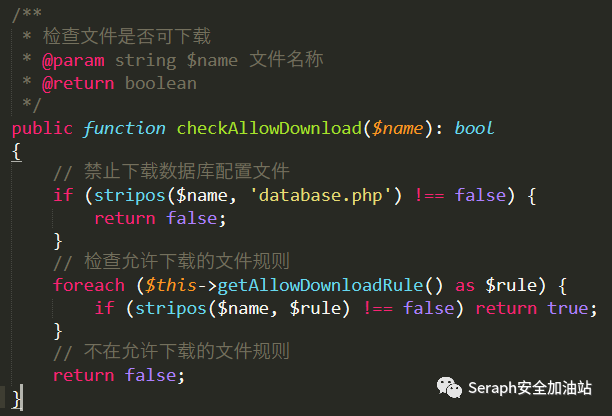 /**
 * 检查文件是否可下载
 * @param string $name 文件名称
 * @return boolean
 */
public function checkAllowDownload($name): bool
{
    // 禁止下载数据库配置文件
    if (stripos($name, 'database.php') !== false) {
        return false;
    }
    // 检查允许下载的文件规则
    foreach ($this->getAllowDownloadRule() as $rule) {
        if (stripos($name, $rule) !== false) return true;
    }
    // 不在允许下载的文件规则
    return false;
}
Seraph安全加油站